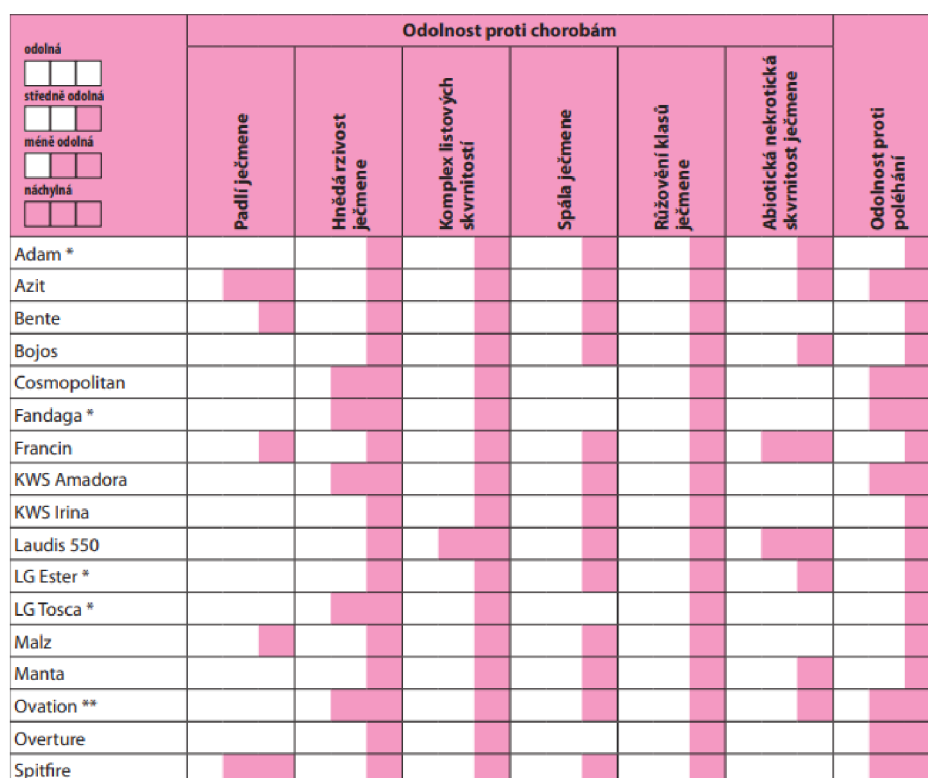 Odolnost proti chorobám
odolná
středně odolná
méně odolná
náchylná
Padlí ječmene
Hnědá rzivost
ječmene
Komplex listových
skvrnitostí
Spála ječmene
Růžovění klasů
ječmene
Abiotická nekrotická
skvrnitost ječmene
Odolnost proti
poléhání
Adam *
Azit
Bente
Bojos
Cosmopolitan
Fandaga *
Francin
KWS Amadora
KWS Irina
Laudis 550
LG Ester *
LG Tosca *
Malz
Manta
Ovation **
Overture
Spitfire